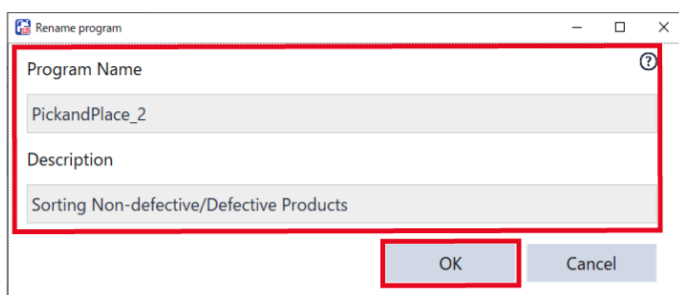 Rename program
Program Name
?
PickandPlace_2
Description
Sorting Non-defective/Defective Products
OK
Cancel